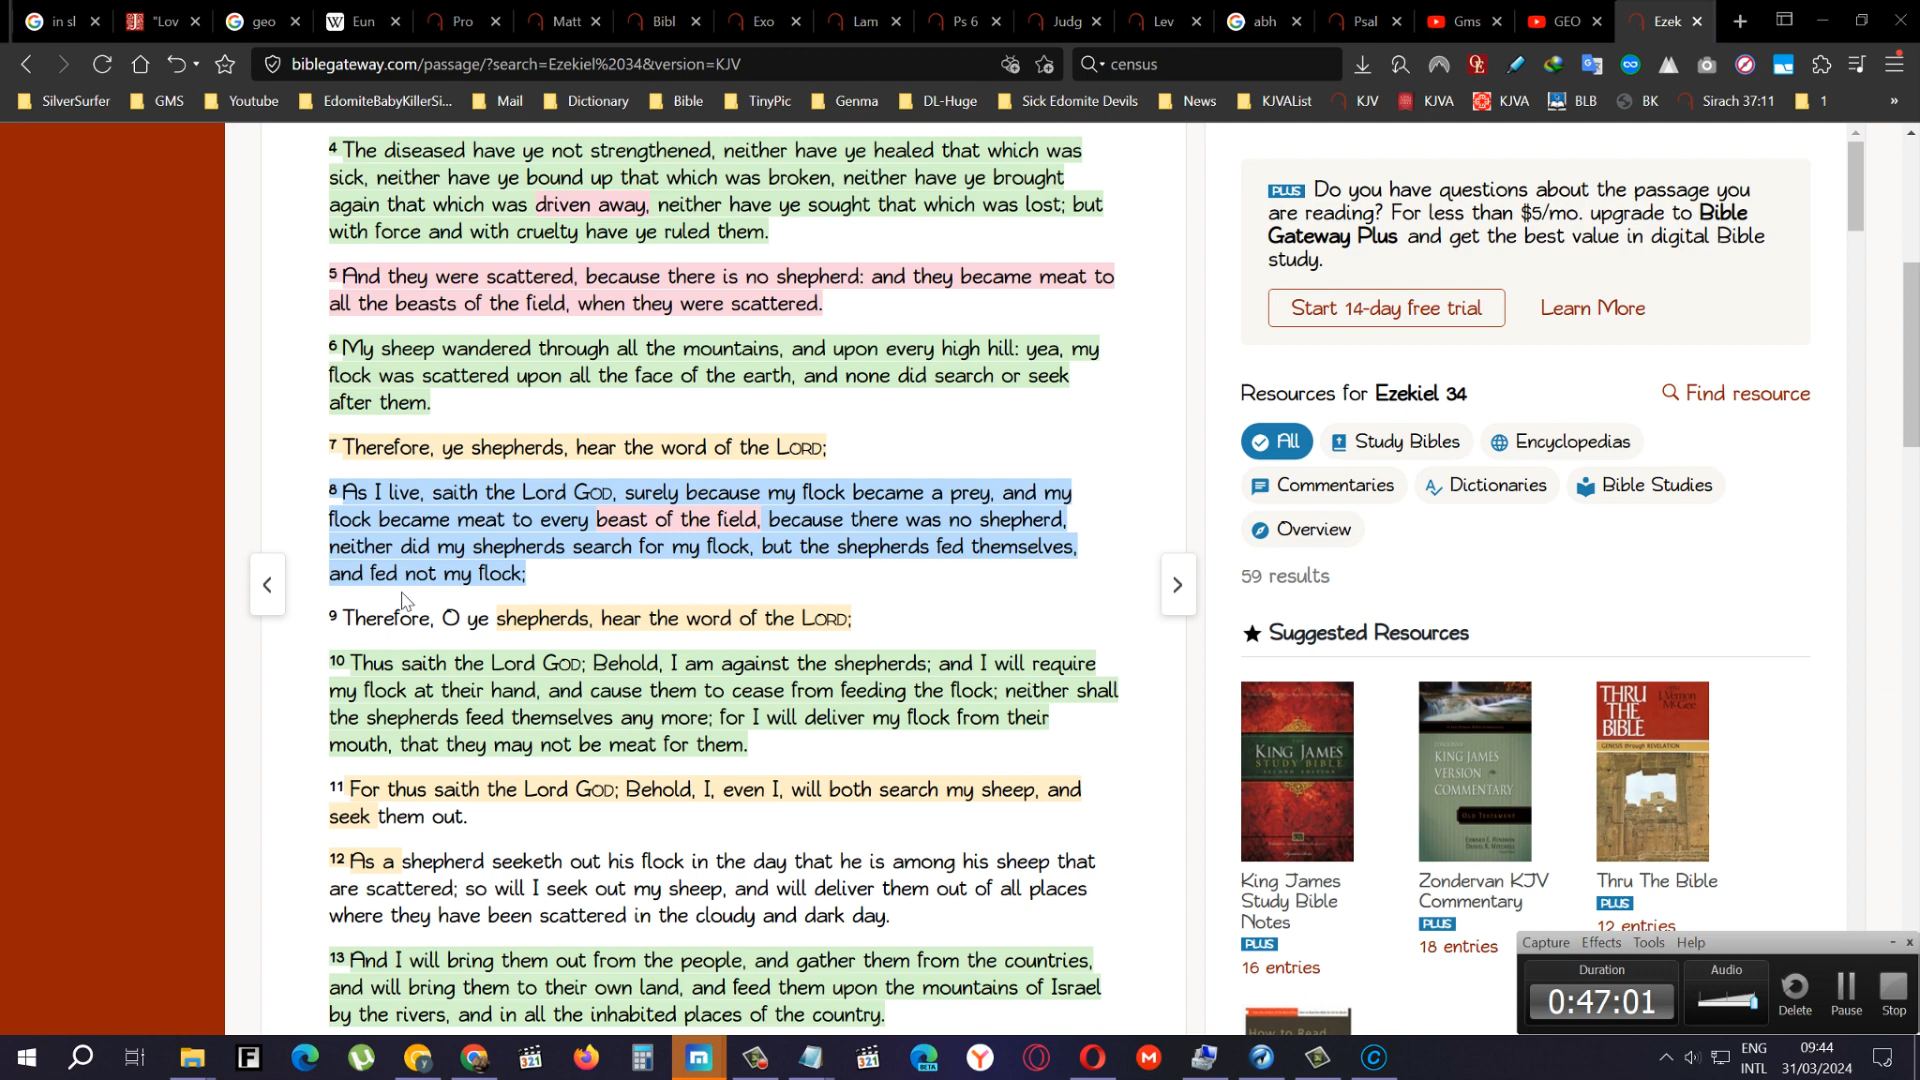 in sl
"Lov
geo
Eun
Pro
Matt
Bibl
Exo
Lam
Ps 6
Judg
Lev
abh
Psal
Gms
GEO
Ezek
biblegateway.com/passage/?search=Ezekiel%2034&version=KJV
census
SilverSurfer
GMS
Youtube
EdomiteBabyKillerSi...
Mail
Dictionary
Bible
TinyPic
Genma
DL-Huge
Sick Edomite Devils
News
KJVAList
KJV
KJVA
KJVA
BLB
BK
Sirach 37:11
1
4 The diseased have ye not strengthened, neither have ye healed that which was
sick, neither have ye bound up that which was broken, neither have ye brought
again that which was driven away, neither have ye sought that which was lost; but
with force and with cruelty have ye ruled them.
5 And they were scattered, because there is no shepherd: and they became meat to
all the beasts of the field, when they were scattered.
6 My sheep wandered through all the mountains, and upon every high hill: yea, my
flock was scattered upon all the face of the earth, and none did search or seek
after them.
7 Therefore, ye shepherds, hear the word of the LORD;
8 As I live, saith the Lord GOD, surely because my flock became a prey, and my
flock became meat to every beast of the field, because there was no shepherd,
neither did my shepherds search for my flock, but the shepherds fed themselves,
and fed not my flock;
9 Therefore, O ye shepherds, hear the word of the LORD;
10 Thus saith the Lord GOD; Behold, I am against the shepherds; and I will require
my flock at their hand, and cause them to cease from feeding the flock; neither shall
the shepherds feed themselves any more; for I will deliver my flock from their
mouth, that they may not be meat for them.
11 For thus saith the Lord GOD; Behold, I, even I, will both search my sheep, and
seek them out.
12 As a shepherd seeketh out his flock in the day that he is among his sheep that
are scattered; so will I seek out my sheep, and will deliver them out of all places
where they have been scattered in the cloudy and dark day.
13 And I will bring them out from the people, and gather them from the countries,
and will bring them to their own land, and feed them upon the mountains of Israel
by the rivers, and in all the inhabited places of the country.
PLUS Do you have questions about the passage you
are reading? For less than $5/mo. upgrade to Bible
Gateway Plus and get the best value in digital Bible
study.
Start 14-day free trial
Learn More
Resources for Ezekiel 34
Find resource
All
Study Bibles
Encyclopedias
Commentaries
Dictionaries
Bible Studies
Overview
59 results
Suggested Resources
KING JAMES
STUDY BIBLE
KING JAMES
VERSION
COMMENTARY
OLD TESTAMENT
THRU
THE
BIBLE
J. Vernon
McGee
GENESIS through REVELATION
King James
Study Bible
Notes
PLUS
16 entries
Zondervan KJV
Commentary
PLUS
18 entries
Thru The Bible
PLUS
12 entries
How to Read
Capture
Effects
Tools
Help
Duration
0:47:01
Audio
Delete
Pause
Stop
321
321
BETA
ENG
INTL
09:44
31/03/2024